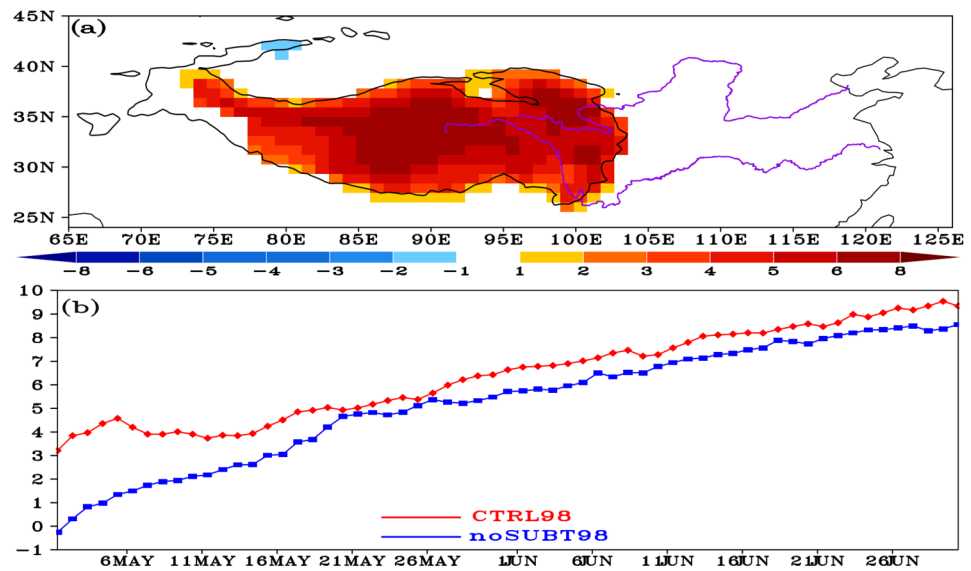 45N
(a)
40N
35N
30N
25N
65E 70E 75E 80E 85E 90E 95E 100E 105E 110E 115E 120E 125E
-8 -6 -5 -4 -3 -2 -1 1 2 3 4 5 6 8
10
(b)
9
8
7
6
5
4
3
2
1
0
-1
CTRL98
noSUBT98
6MAY 11MAY 16MAY 21MAY 26MAY 1JUN 6JUN 11JUN 16JUN 21JUN 26JUN